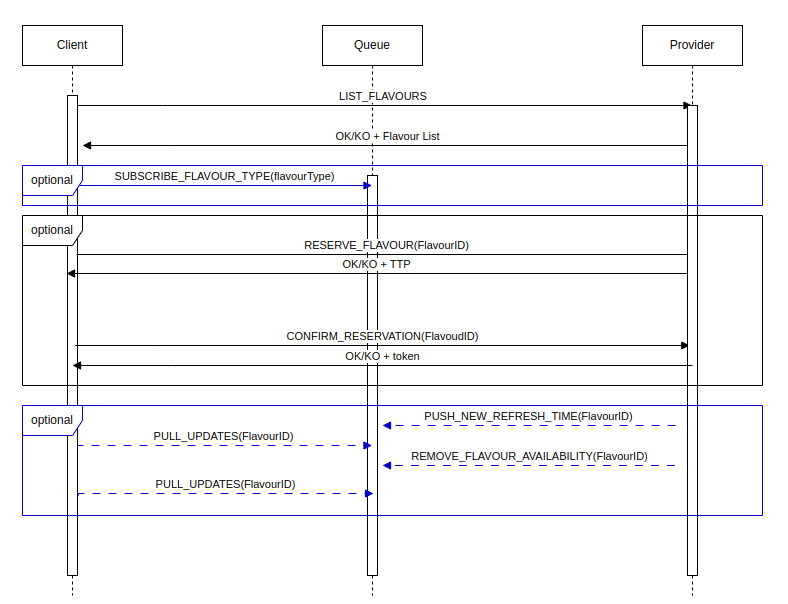 Client
Queue
Provider
LIST_FLAVOURS
OK/KO + Flavour List
optional
SUBSCRIBE_FLAVOUR_TYPE(flavourType)
optional
RESERVE_FLAVOUR(FlavourID)
OK/KO + TTP
CONFIRM_RESERVATION(FlavoudID)
OK/KO + token
optional
PUSH_NEW_REFRESH_TIME(FlavourID)
PULL_UPDATES(FlavourID)
REMOVE_FLAVOUR_AVAILABILITY(FlavourID)
PULL_UPDATES(FlavourID)